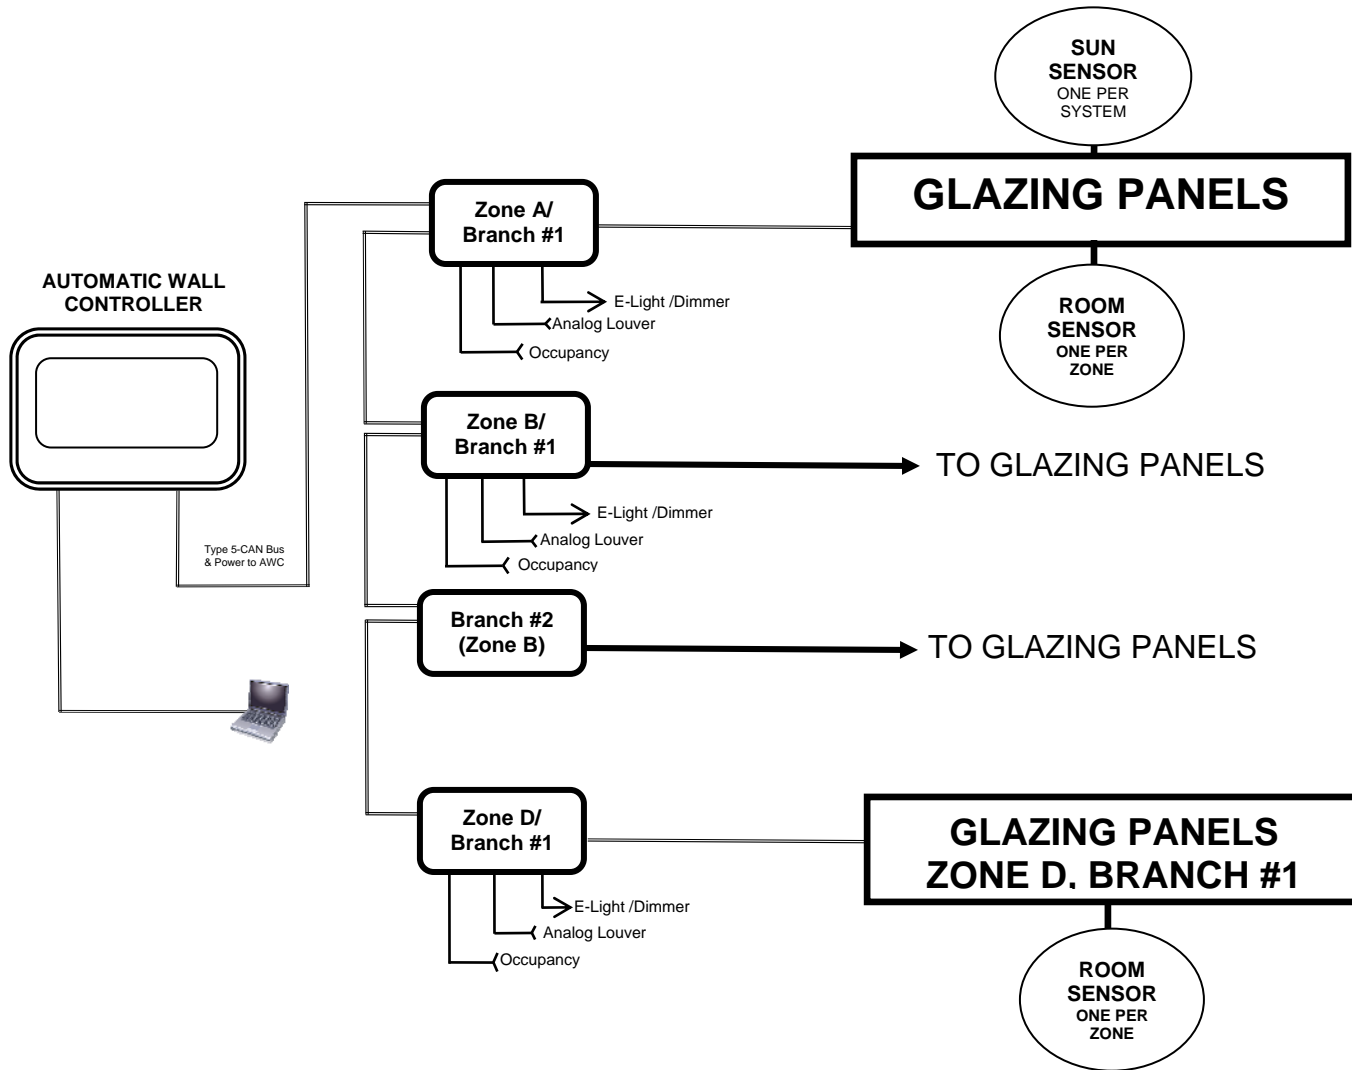 SUN
SENSOR
ONE PER
SYSTEM
GLAZING PANELS
Zone A/
Branch #1
E-Light /Dimmer
Analog Louver
Occupancy
ROOM
SENSOR
ONE PER
ZONE
AUTOMATIC WALL
CONTROLLER
Zone B/
Branch #1
TO GLAZING PANELS
E-Light /Dimmer
Analog Louver
Occupancy
Type 5-CAN Bus
& Power to AWC
Branch #2
(Zone B)
TO GLAZING PANELS
Zone D/
Branch #1
E-Light /Dimmer
Analog Louver
Occupancy
GLAZING PANELS
ZONE D, BRANCH #1
ROOM
SENSOR
ONE PER
ZONE